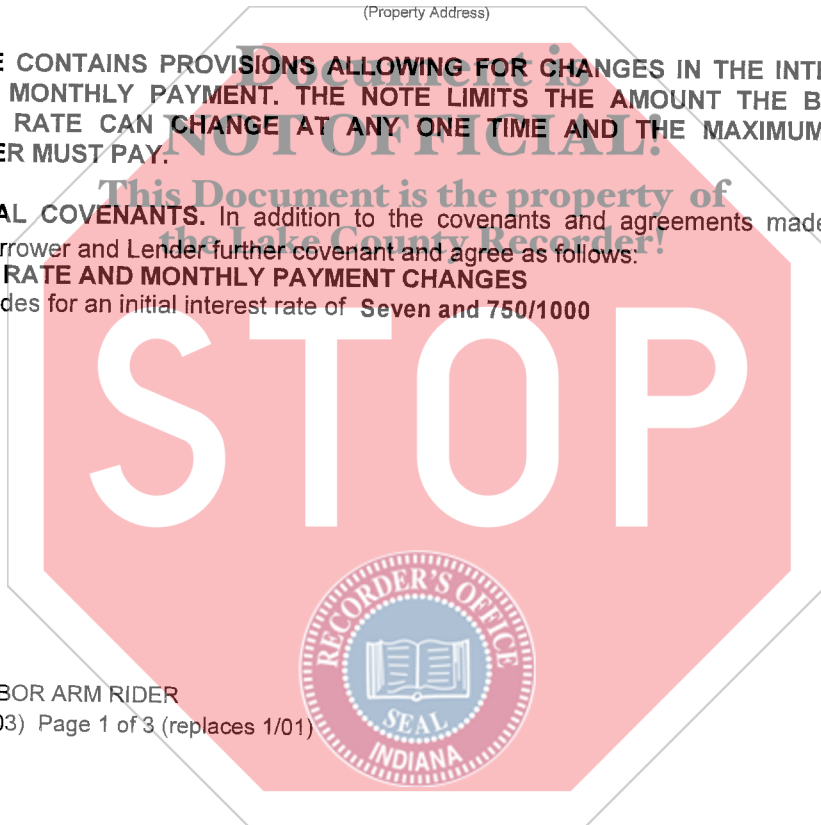 (Property Address)
E CONTAINS PROVISIONS ALLOWING FOR CHANGES IN THE INTE
MONTHLY PAYMENT. THE NOTE LIMITS THE AMOUNT THE B
RATE CAN CHANGE AT ANY ONE TIME AND THE MAXIMUM
ER MUST PAY.
Document is
NOT OFFICIAL!
This Document is the property of
the Lake County Recorder!
AL COVENANTS. In addition to the covenants and agreements made
rrower and Lender further covenant and agree as follows:
RATE AND MONTHLY PAYMENT CHANGES
des for an initial interest rate of Seven and 750/1000
STOP
RECORDER'S OFFICE
SEAL
INDIANA
BOR ARM RIDER
03) Page 1 of 3 (replaces 1/01)